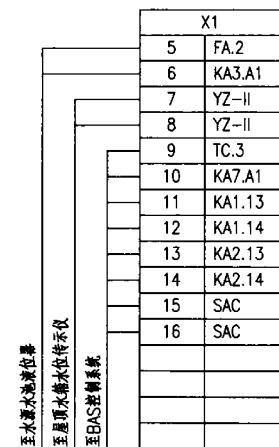 X1
5 FA.2
6 KA3.A1
7 YZ-II
8 YZ-II
9 TC.3
10 KA7.A1
11 KA1.13
12 KA1.14
13 KA2.13
14 KA2.14
15 SAC
16 SAC
至水源水池液位器
至屋顶水箱水位传示仪
至BAS控制系统